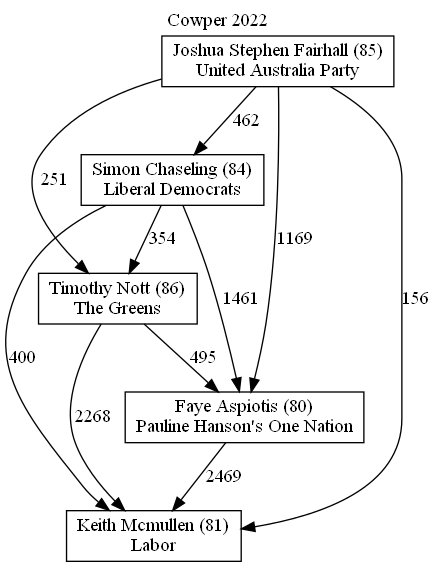 Cowper 2022
Joshua Stephen Fairhall (85)
United Australia Party
462
Simon Chaseling (84)
Liberal Democrats
251
1169
354
Timothy Nott (86)
The Greens
1461
156
400
495
Faye Aspiotis (80)
Pauline Hanson's One Nation
2268
2469
Keith Mcmullen (81)
Labor